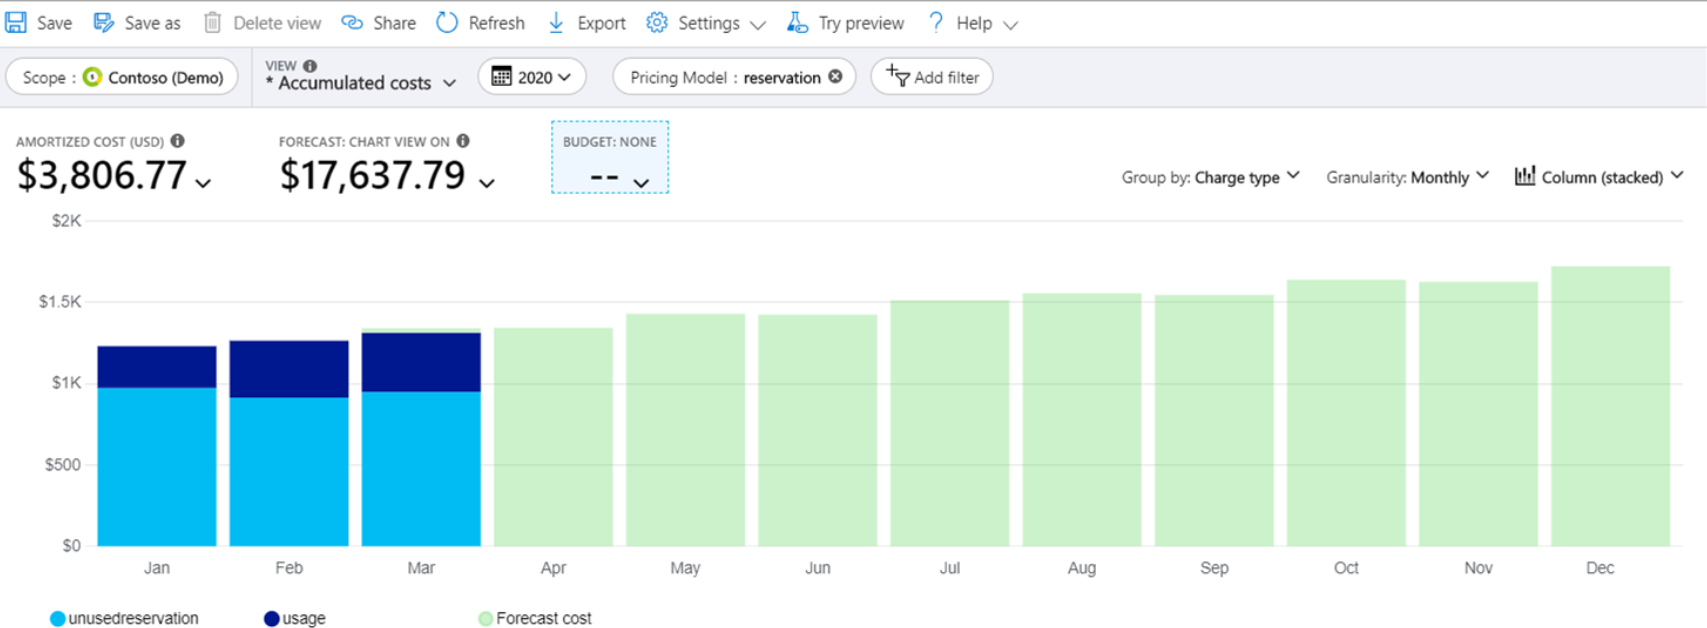 Save Save as Delete view Share Refresh Export Settings Try preview ? Help
Scope : Contoso (Demo)
VIEW
* Accumulated costs
2020
Pricing Model : reservation
Add filter
AMORTIZED COST (USD)
$3,806.77
FORECAST: CHART VIEW ON
$17,637.79
BUDGET: NONE
--
Group by: Charge type Granularity: Monthly Column (stacked)
$2K
$1.5K
$1K
$500
$0
Jan Feb Mar Apr May Jun Jul Aug Sep Oct Nov Dec
unusedreservation usage Forecast cost